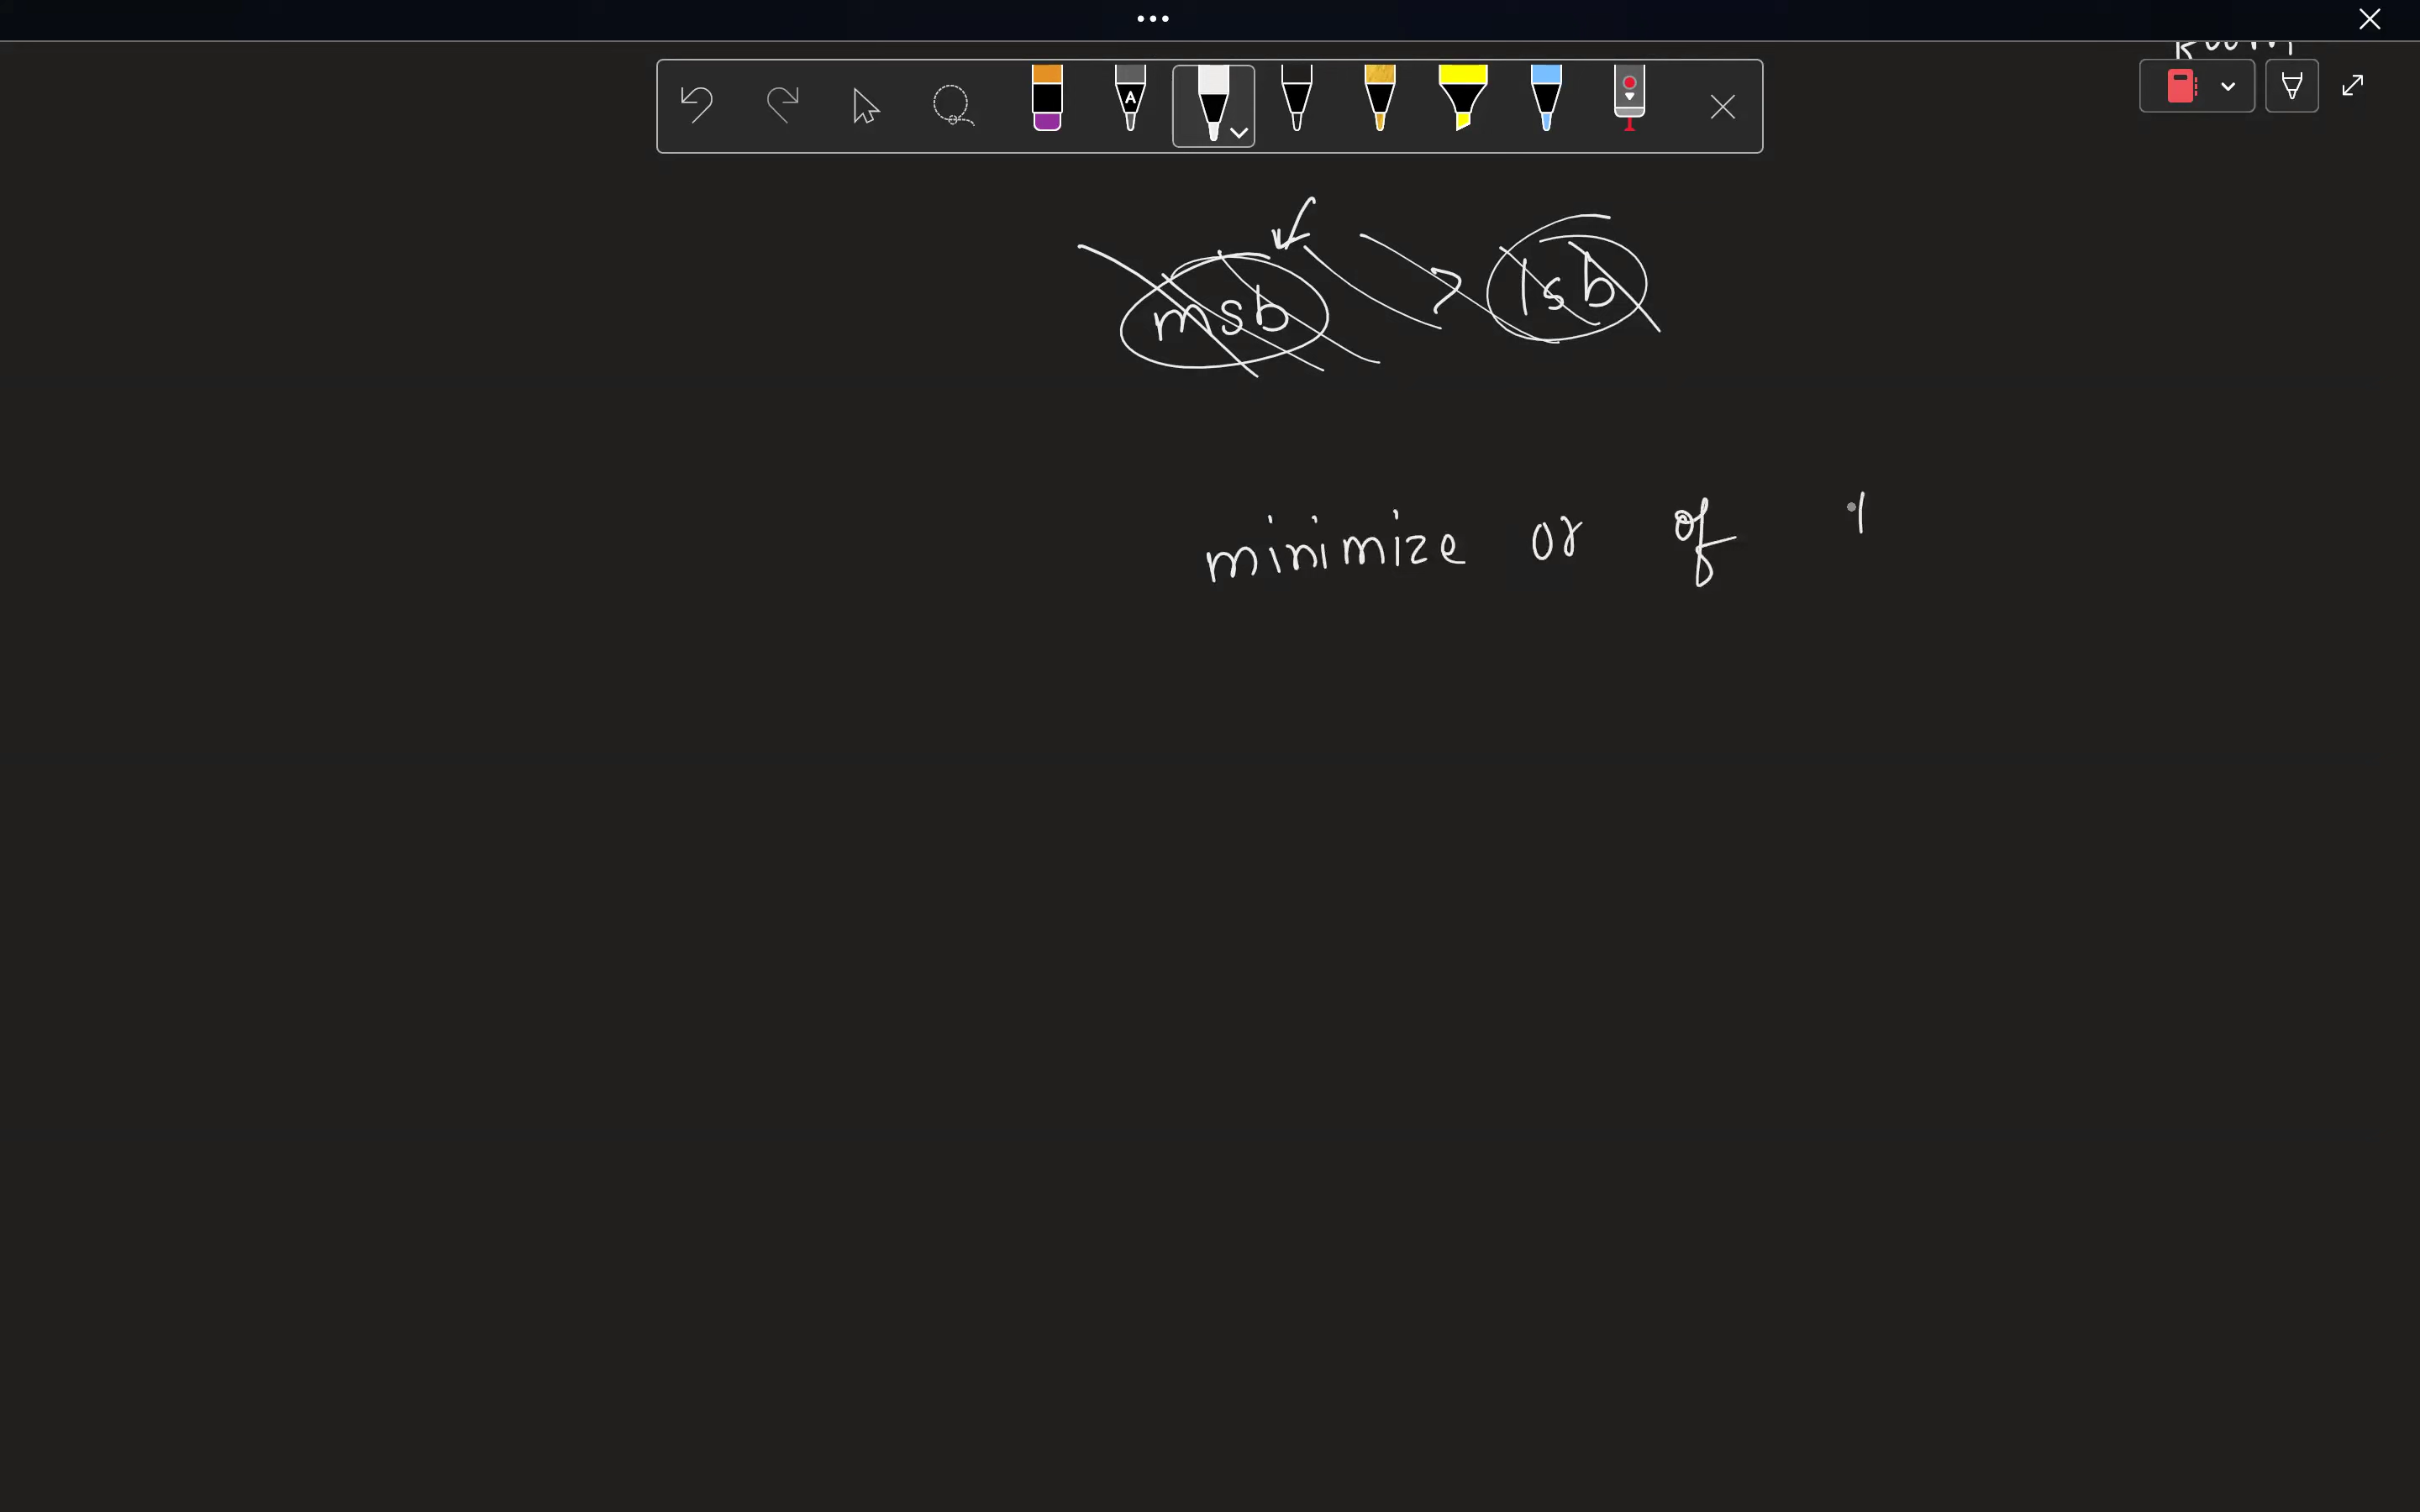 msb > lsb
minimize or of